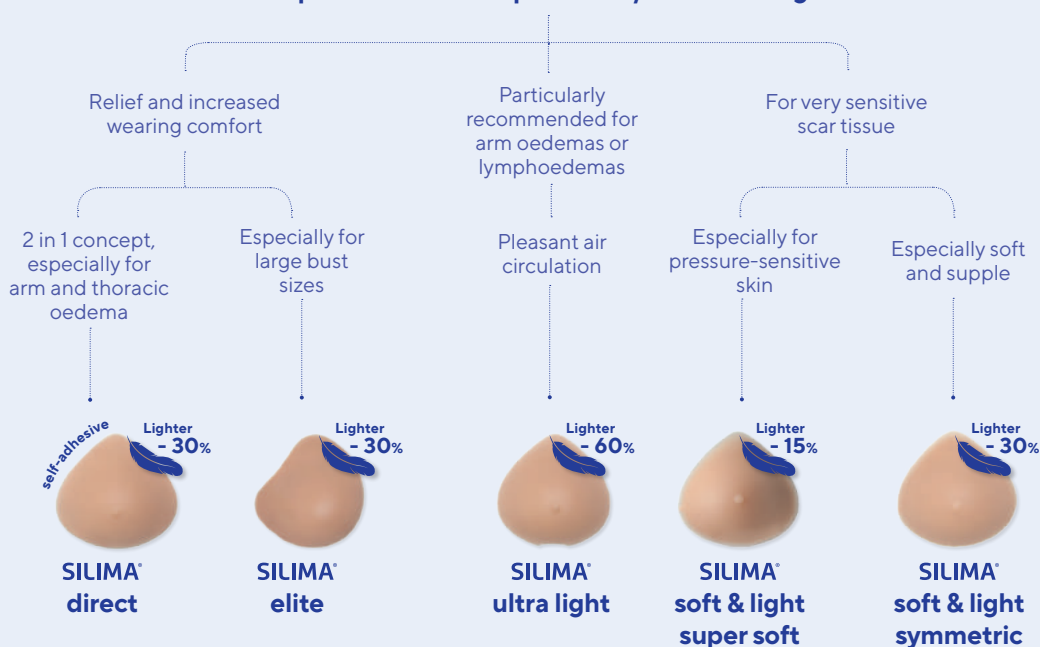 Relief and increased
wearing comfort
Particularly
recommended for
arm oedemas or
lymphoedemas
For very sensitive
scar tissue
2 in 1 concept,
especially for
arm and thoracic
oedema
Especially for
large bust
sizes
Pleasant air
circulation
Especially for
pressure-sensitive
skin
Especially soft
and supple
self-adhesive
Lighter
- 30%
Lighter
- 30%
Lighter
- 60%
Lighter
- 15%
Lighter
- 30%
SILIMA®
direct
SILIMA®
elite
SILIMA®
ultra light
SILIMA®
soft & light
super soft
SILIMA®
soft & light
symmetric